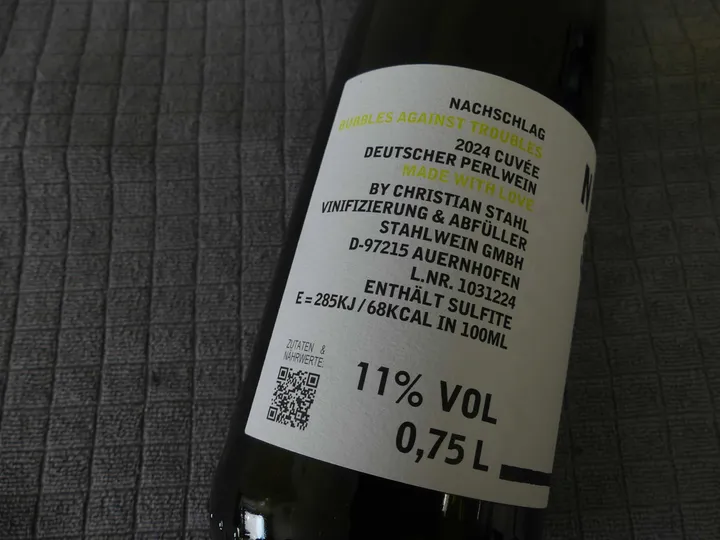 NACHSCHLAG
BUBBLES AGAINST TROUBLES
2024 CUVÉE
DEUTSCHER PERLWEIN
MADE WITH LOVE
BY CHRISTIAN STAHL
VINIFIZIERUNG & ABFÜLLER
STAHLWEIN GMBH
D-97215 AUERNHOFEN
L.NR. 1031224
ENTHÄLT SULFITE
E = 285KJ / 68KCAL IN 100ML
ZUTATEN &
NÄHRWERTE:
11% VOL
0,75 L